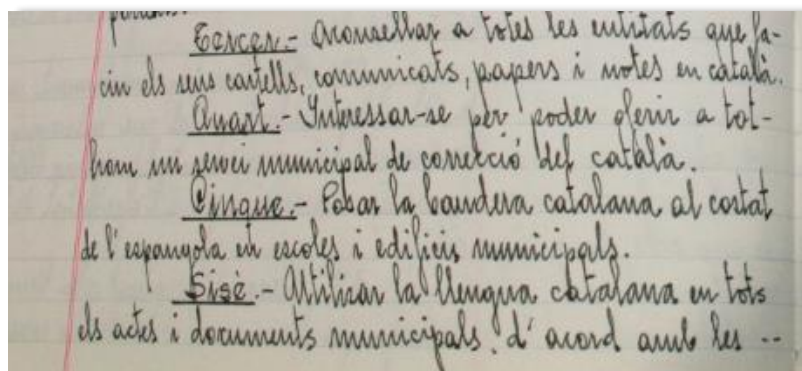 Tercer.- Aconsellar a totes les entitats que fa-
cin els seus cartells, comunicats, papers i notes en català.
Quart.- Interessar-se per poder oferir a tot-
hom un servei municipal de correcció del català.
Cinque.- Posar la bandera catalana al costat
de l'espanyola en escoles i edificis municipals.
Sisè.- Utilizar la llengua catalana en tots
els actes i documents municipals, d'acord amb les --